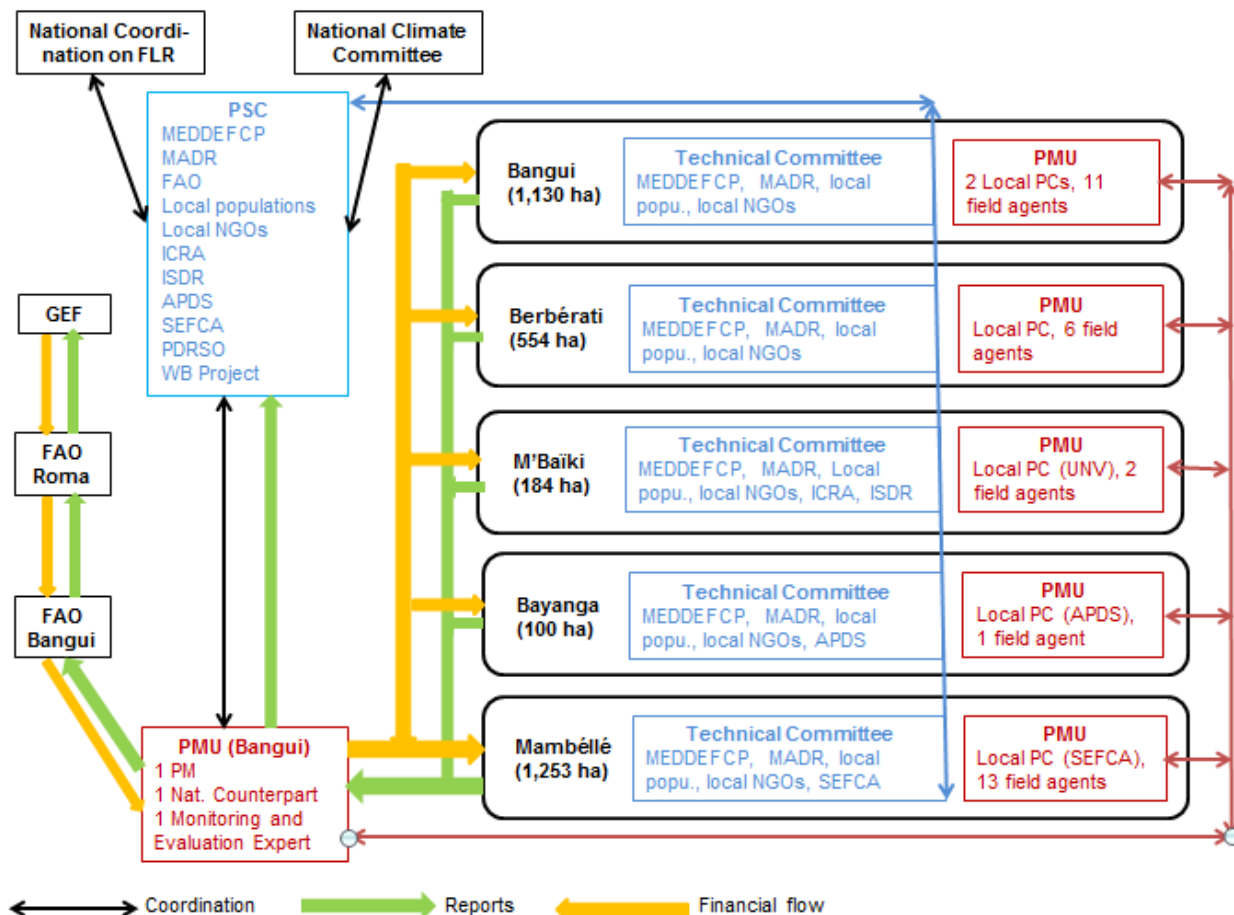 National Coordi-
nation on FLR
National Climate
Committee
PSC
MEDDEFCP
MADR
FAO
Local populations
Local NGOs
ICRA
ISDR
APDS
SEFCA
PDRSO
WB Project
GEF
FAO
Roma
FAO
Bangui
PMU (Bangui)
1 PM
1 Nat. Counterpart
1 Monitoring and
Evaluation Expert
Bangui
(1,130 ha)
Technical Committee
MEDDEFCP, MADR, local
popu., local NGOs
PMU
2 Local PCs, 11
field agents
Berbérati
(554 ha)
Technical Committee
MEDDEFCP, MADR, local
popu., local NGOs
PMU
Local PC, 6 field
agents
M'Baïki
(184 ha)
Technical Committee
MEDDEFCP, MADR, Local
popu., local NGOs, ICRA, ISDR
PMU
Local PC (UNV), 2
field agents
Bayanga
(100 ha)
Technical Committee
MEDDEFCP, MADR, local
popu., local NGOs, APDS
PMU
Local PC (APDS),
1 field agent
Mambéllé
(1,253 ha)
Technical Committee
MEDDEFCP, MADR, local
popu., local NGOs, SEFCA
PMU
Local PC (SEFCA),
13 field agents
Coordination
Reports
Financial flow